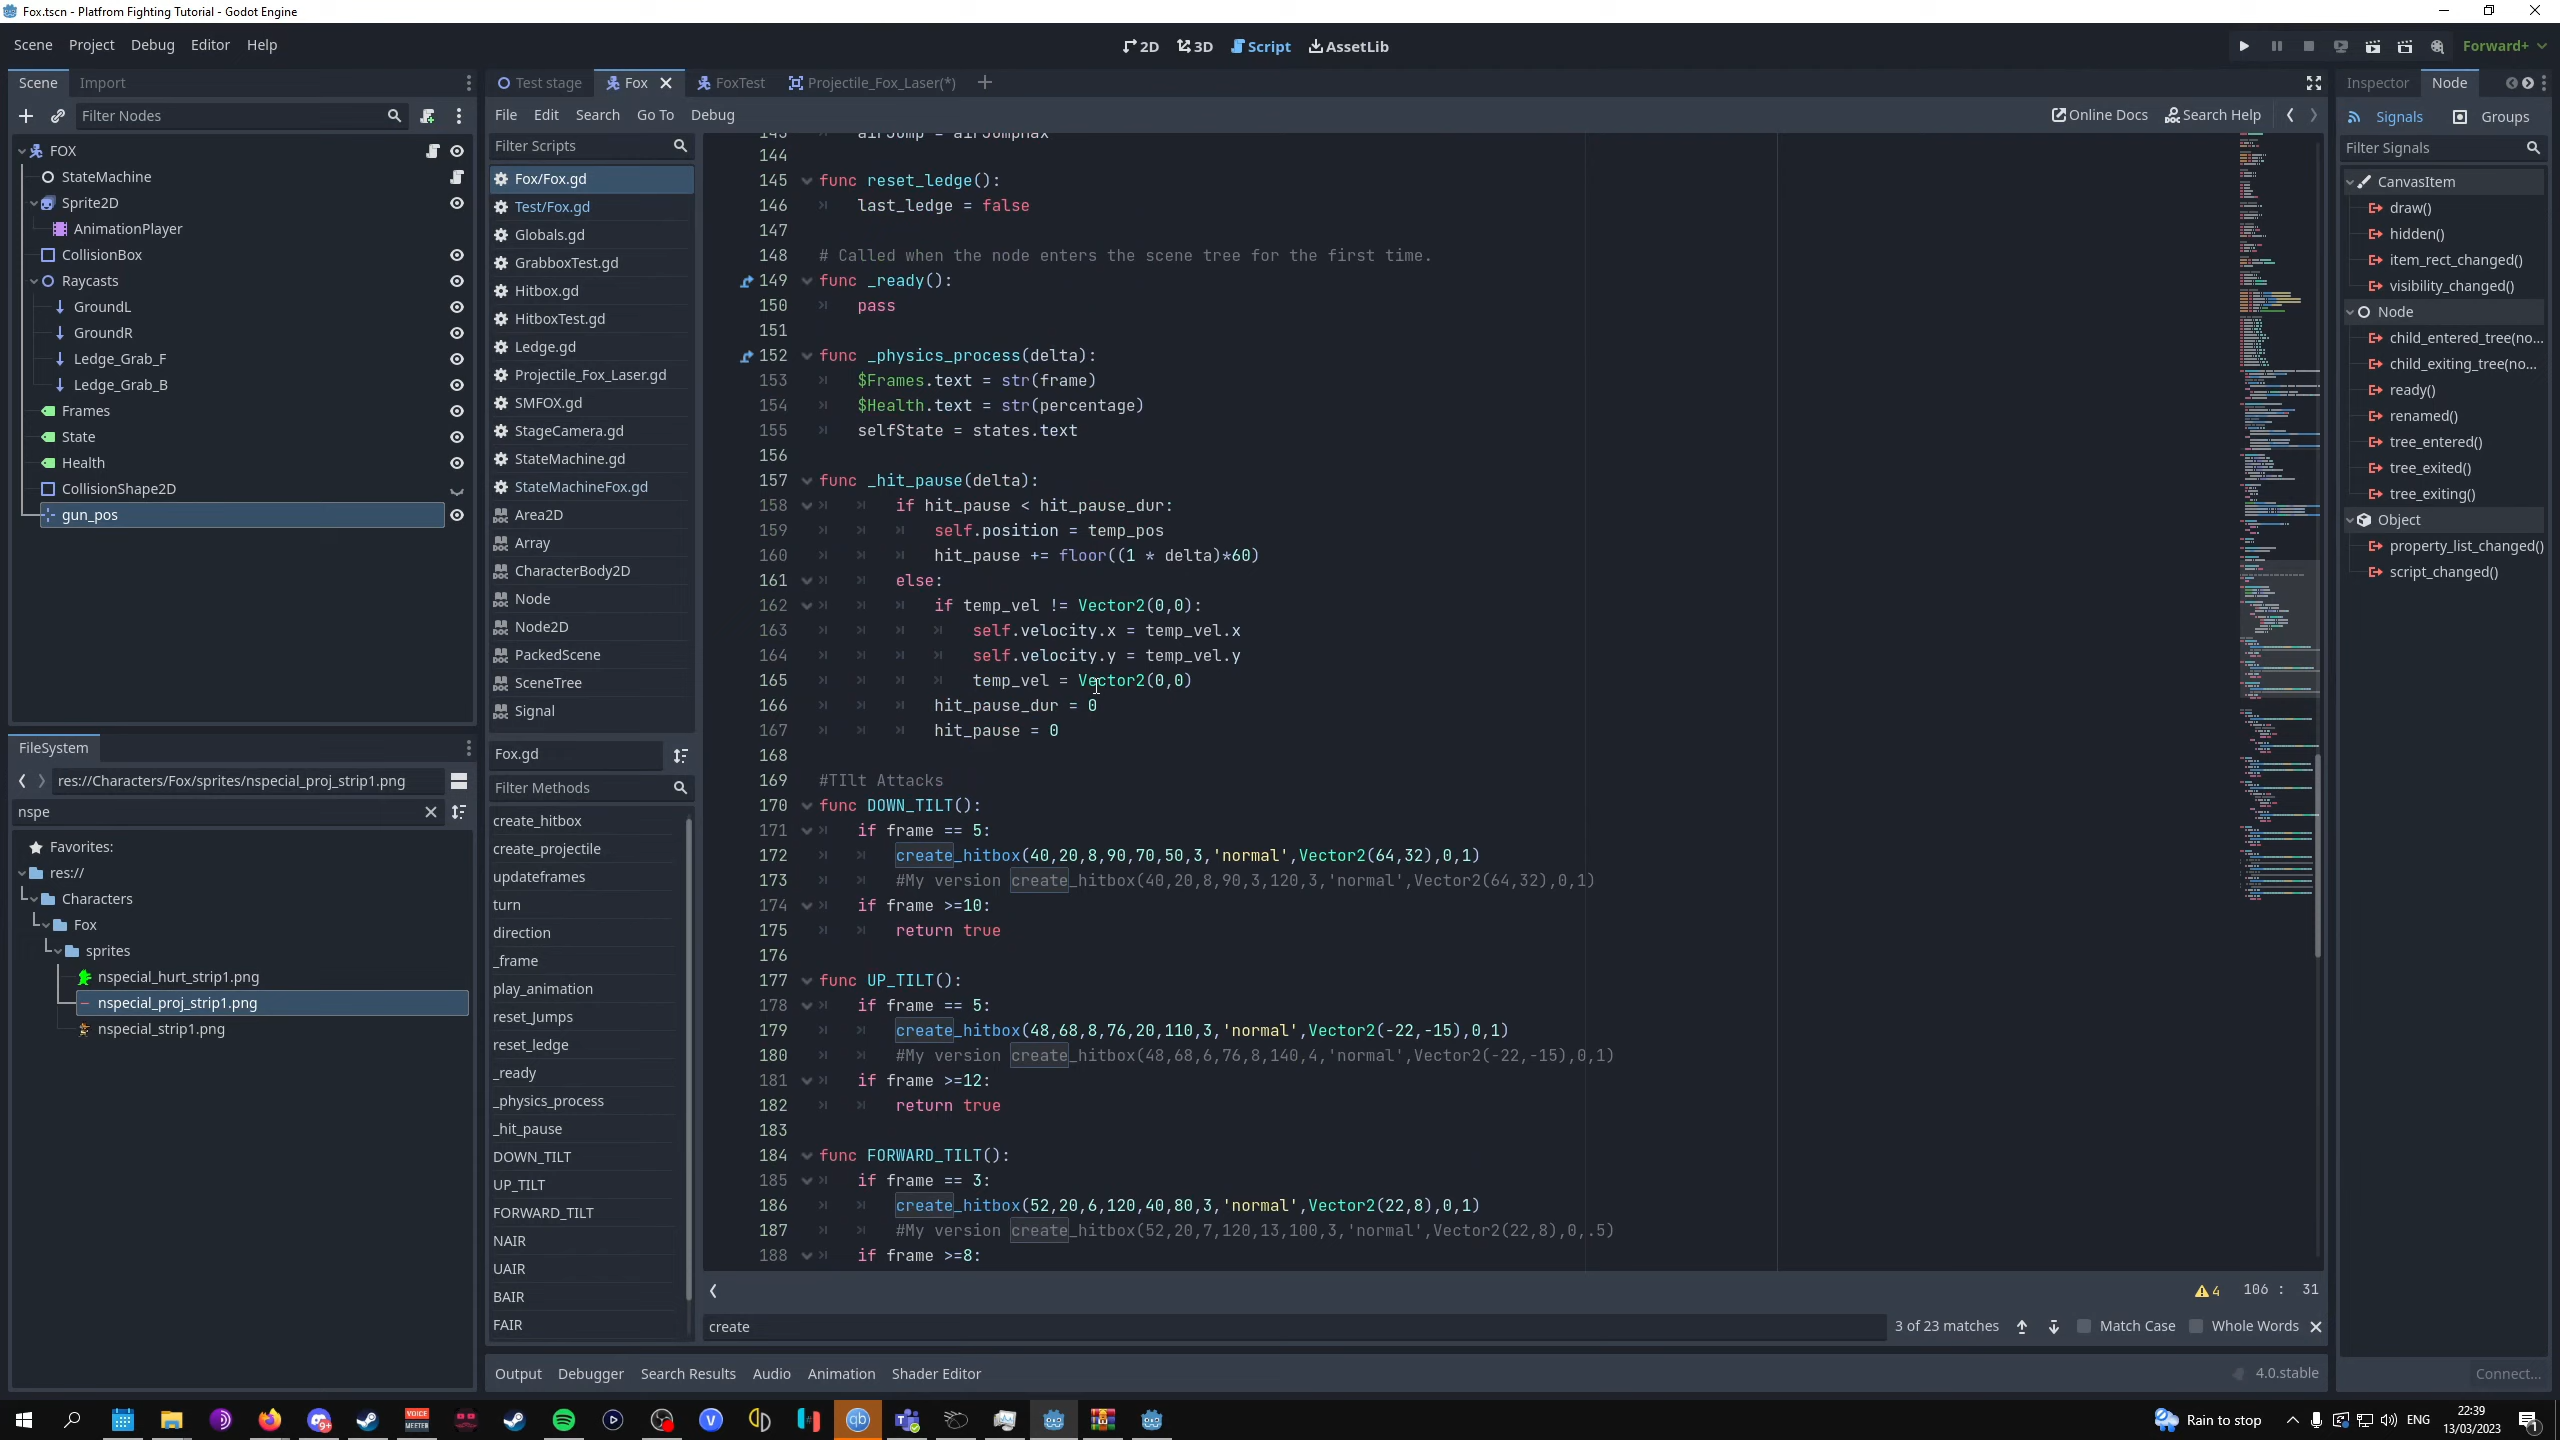 Fox.tscn - Platfrom Fighting Tutorial - Godot Engine
Scene Project Debug Editor Help
2D 3D Script AssetLib
Forward+
Scene Import
Filter Nodes
FOX
StateMachine
Sprite2D
AnimationPlayer
CollisionBox
Raycasts
GroundL
GroundR
Ledge_Grab_F
Ledge_Grab_B
Frames
State
Health
CollisionShape2D
gun_pos
FileSystem
res://Characters/Fox/sprites/nspecial_proj_strip1.png
nspe
Favorites:
res://
Characters
Fox
sprites
nspecial_hurt_strip1.png
nspecial_proj_strip1.png
nspecial_strip1.png
Test stage Fox FoxTest Projectile_Fox_Laser(*)
File Edit Search Go To Debug
Online Docs Search Help
Filter Scripts
Fox/Fox.gd
Test/Fox.gd
Globals.gd
GrabboxTest.gd
Hitbox.gd
HitboxTest.gd
Ledge.gd
Projectile_Fox_Laser.gd
SMFOX.gd
StageCamera.gd
StateMachine.gd
StateMachineFox.gd
Area2D
Array
CharacterBody2D
Node
Node2D
PackedScene
SceneTree
Signal
Fox.gd
Filter Methods
create_hitbox
create_projectile
updateframes
turn
direction
_frame
play_animation
reset_Jumps
reset_ledge
_ready
_physics_process
_hit_pause
DOWN_TILT
UP_TILT
FORWARD_TILT
NAIR
UAIR
BAIR
FAIR
143 airJump = airJumpMax
144
145 func reset_ledge():
146 last_ledge = false
147
148 # Called when the node enters the scene tree for the first time.
149 func _ready():
150 pass
151
152 func _physics_process(delta):
153 $Frames.text = str(frame)
154 $Health.text = str(percentage)
155 selfState = states.text
156
157 func _hit_pause(delta):
158 if hit_pause < hit_pause_dur:
159 self.position = temp_pos
160 hit_pause += floor((1 * delta)*60)
161 else:
162 if temp_vel != Vector2(0,0):
163 self.velocity.x = temp_vel.x
164 self.velocity.y = temp_vel.y
165 temp_vel = Vector2(0,0)
166 hit_pause_dur = 0
167 hit_pause = 0
168
169 #TIlt Attacks
170 func DOWN_TILT():
171 if frame == 5:
172 create_hitbox(40,20,8,90,70,50,3,'normal',Vector2(64,32),0,1)
173 #My version create_hitbox(40,20,8,90,3,120,3,'normal',Vector2(64,32),0,1)
174 if frame >=10:
175 return true
176
177 func UP_TILT():
178 if frame == 5:
179 create_hitbox(48,68,8,76,20,110,3,'normal',Vector2(-22,-15),0,1)
180 #My version create_hitbox(48,68,6,76,8,140,4,'normal',Vector2(-22,-15),0,1)
181 if frame >=12:
182 return true
183
184 func FORWARD_TILT():
185 if frame == 3:
186 create_hitbox(52,20,6,120,40,80,3,'normal',Vector2(22,8),0,1)
187 #My version create_hitbox(52,20,7,120,13,100,3,'normal',Vector2(22,8),0,.5)
188 if frame >=8:
4 106 : 31
create 3 of 23 matches Match Case Whole Words
Output Debugger Search Results Audio Animation Shader Editor
4.0.stable
Inspector Node
Signals Groups
Filter Signals
CanvasItem
draw()
hidden()
item_rect_changed()
visibility_changed()
Node
child_entered_tree(no...
child_exiting_tree(no...
ready()
renamed()
tree_entered()
tree_exited()
tree_exiting()
Object
property_list_changed()
script_changed()
Connect...
Rain to stop ENG 22:39
13/03/2023